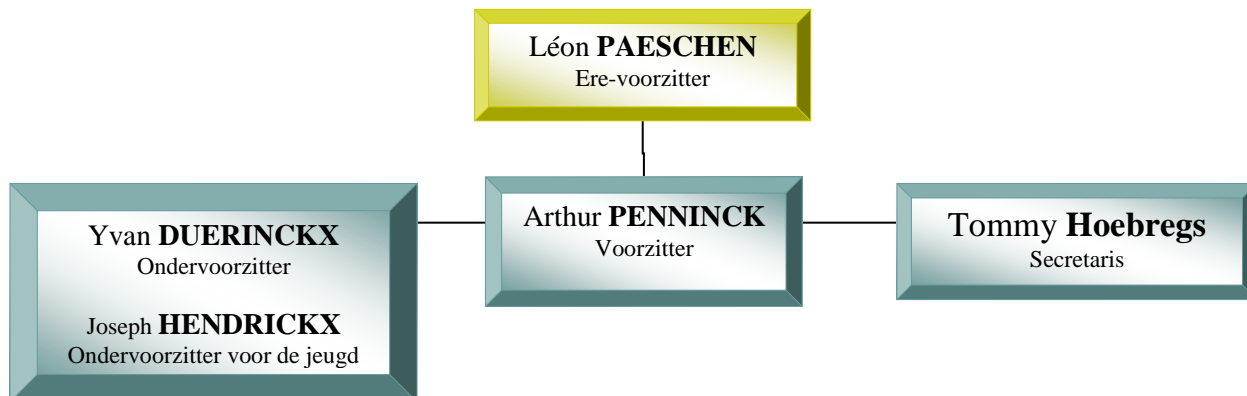 Léon PAESCHEN
Ere-voorzitter
Yvan DUERINCKX
Ondervoorzitter
Joseph HENDRICKX
Ondervoorzitter voor de jeugd
Arthur PENNINCK
Voorzitter
Tommy Hoebregs
Secretaris